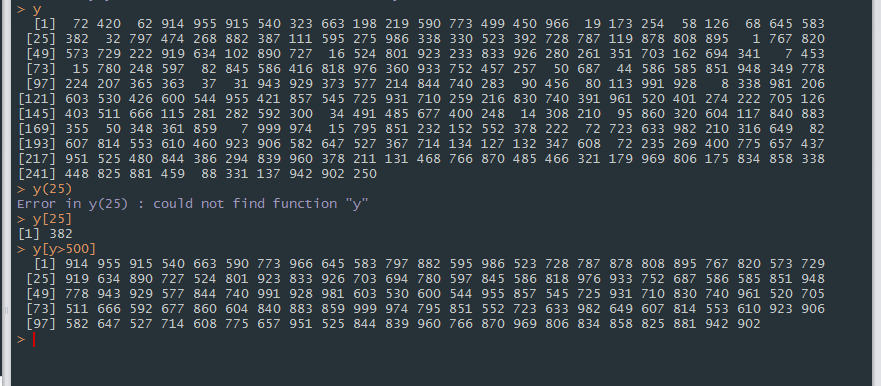 > y
[1] 72 420 62 914 955 915 540 323 663 198 219 590 773 499 450 966 19 173 254 58 126 68 645 583
[25] 382 32 797 474 268 882 387 111 595 275 986 338 330 523 392 728 787 119 878 808 895 1 767 820
[49] 573 729 222 919 634 102 890 727 16 524 801 923 233 833 926 280 261 351 703 162 694 341 7 453
[73] 15 780 248 597 82 845 586 416 818 976 360 933 752 457 257 50 687 44 586 585 851 948 349 778
[97] 224 207 365 363 37 31 943 929 373 577 214 844 740 283 90 456 80 113 991 928 8 338 981 206
[121] 603 530 426 600 544 955 421 857 545 725 931 710 259 216 830 740 391 961 520 401 274 222 705 126
[145] 403 511 666 115 281 282 592 300 34 491 485 677 400 248 14 308 210 95 860 320 604 117 840 883
[169] 355 50 348 361 859 7 999 974 15 795 851 232 152 552 378 222 72 723 633 982 210 316 649 82
[193] 607 814 553 610 460 923 906 582 647 527 367 714 134 127 132 347 608 72 235 269 400 775 657 437
[217] 951 525 480 844 386 294 839 960 378 211 131 468 766 870 485 466 321 179 969 806 175 834 858 338
[241] 448 825 881 459 88 331 137 942 902 250
> y(25)
Error in y(25) : could not find function "y"
> y[25]
[1] 382
> y[y>500]
[1] 914 955 915 540 663 590 773 966 645 583 797 882 595 986 523 728 787 878 808 895 767 820 573 729
[25] 919 634 890 727 524 801 923 833 926 703 694 780 597 845 586 818 976 933 752 687 586 585 851 948
[49] 778 943 929 577 844 740 991 928 981 603 530 600 544 955 857 545 725 931 710 830 740 961 520 705
[73] 511 666 592 677 860 604 840 883 859 999 974 795 851 552 723 633 982 649 607 814 553 610 923 906
[97] 582 647 527 714 608 775 657 951 525 844 839 960 766 870 969 806 834 858 825 881 942 902
>